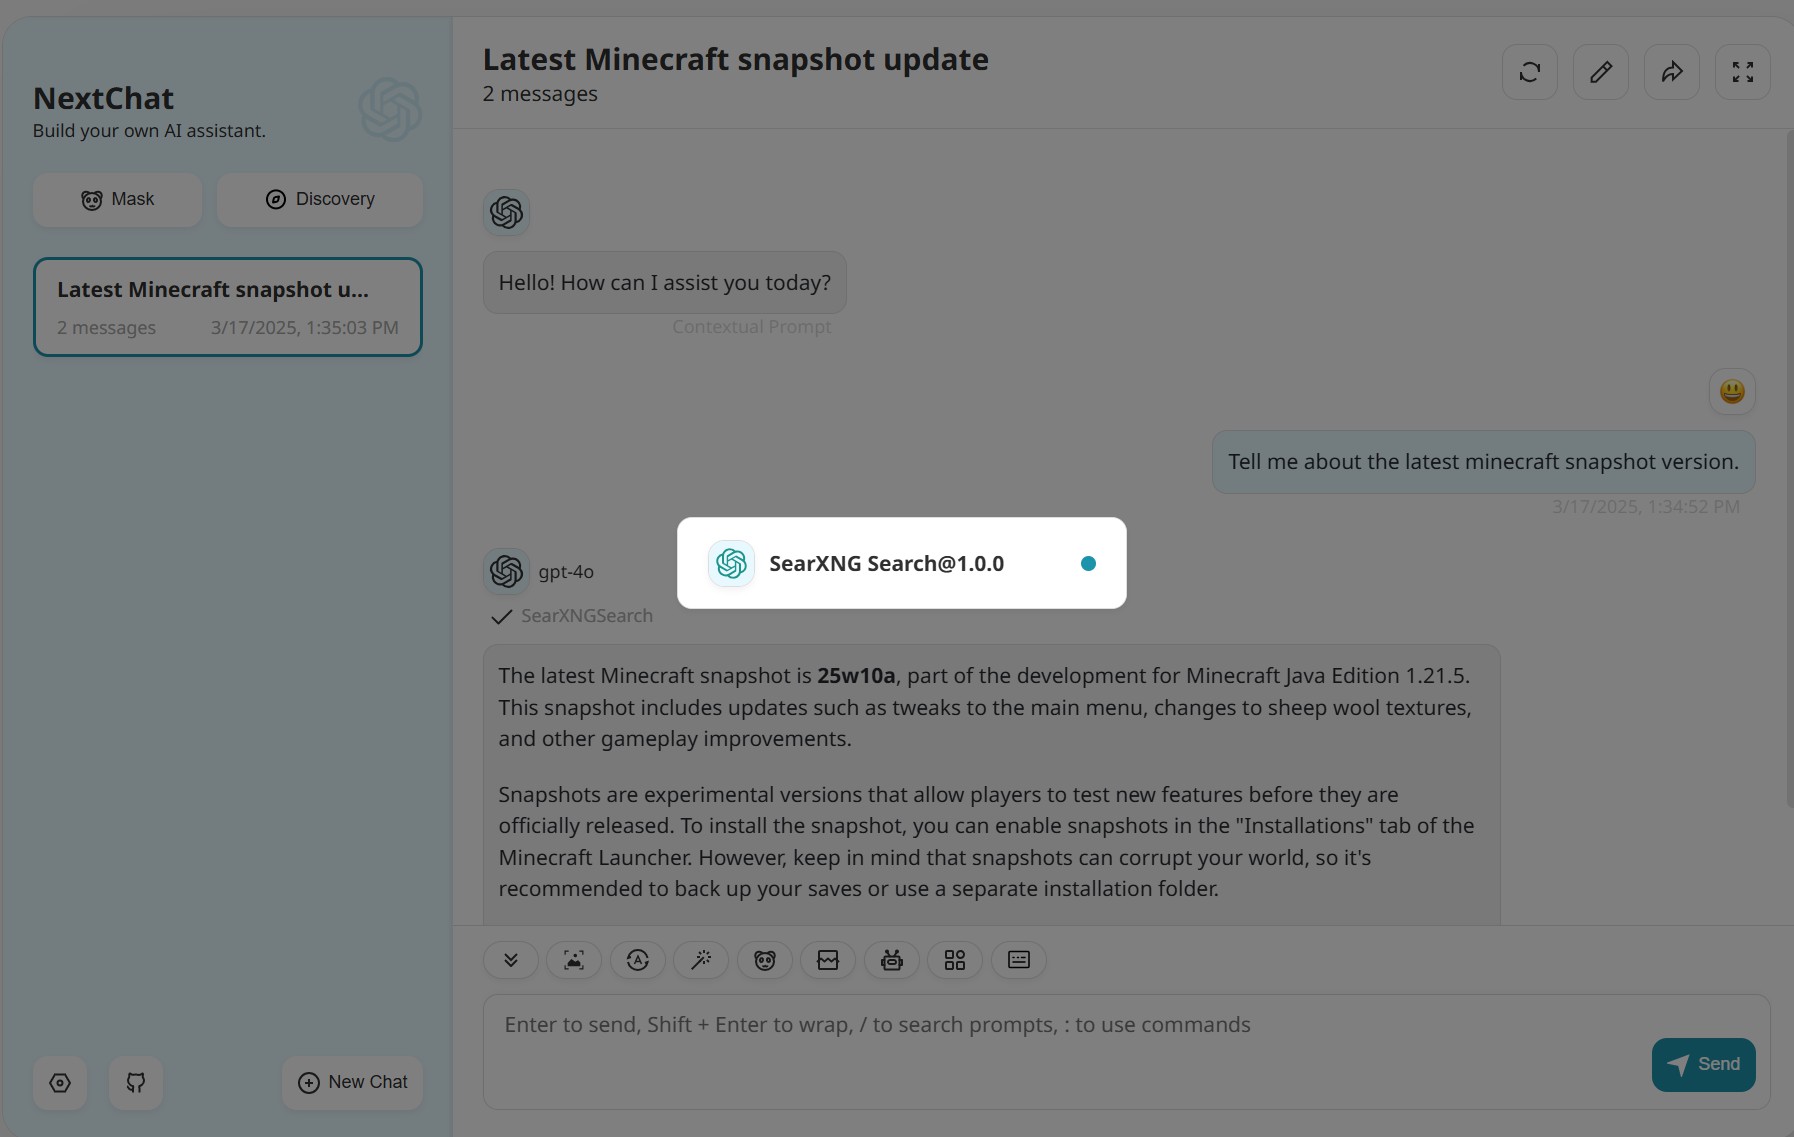 NextChat
Build your own AI assistant.
Mask
Discovery
Latest Minecraft snapshot u...
2 messages
3/17/2025, 1:35:03 PM
New Chat
Latest Minecraft snapshot update
2 messages
Hello! How can I assist you today?
Contextual Prompt
Tell me about the latest minecraft snapshot version.
3/17/2025, 1:34:52 PM
SearXNG Search@1.0.0
gpt-4o
SearXNGSearch
The latest Minecraft snapshot is 25w10a, part of the development for Minecraft Java Edition 1.21.5.
This snapshot includes updates such as tweaks to the main menu, changes to sheep wool textures,
and other gameplay improvements.
Snapshots are experimental versions that allow players to test new features before they are
officially released. To install the snapshot, you can enable snapshots in the "Installations" tab of the
Minecraft Launcher. However, keep in mind that snapshots can corrupt your world, so it's
recommended to back up your saves or use a separate installation folder.
Enter to send, Shift + Enter to wrap, / to search prompts, : to use commands
Send